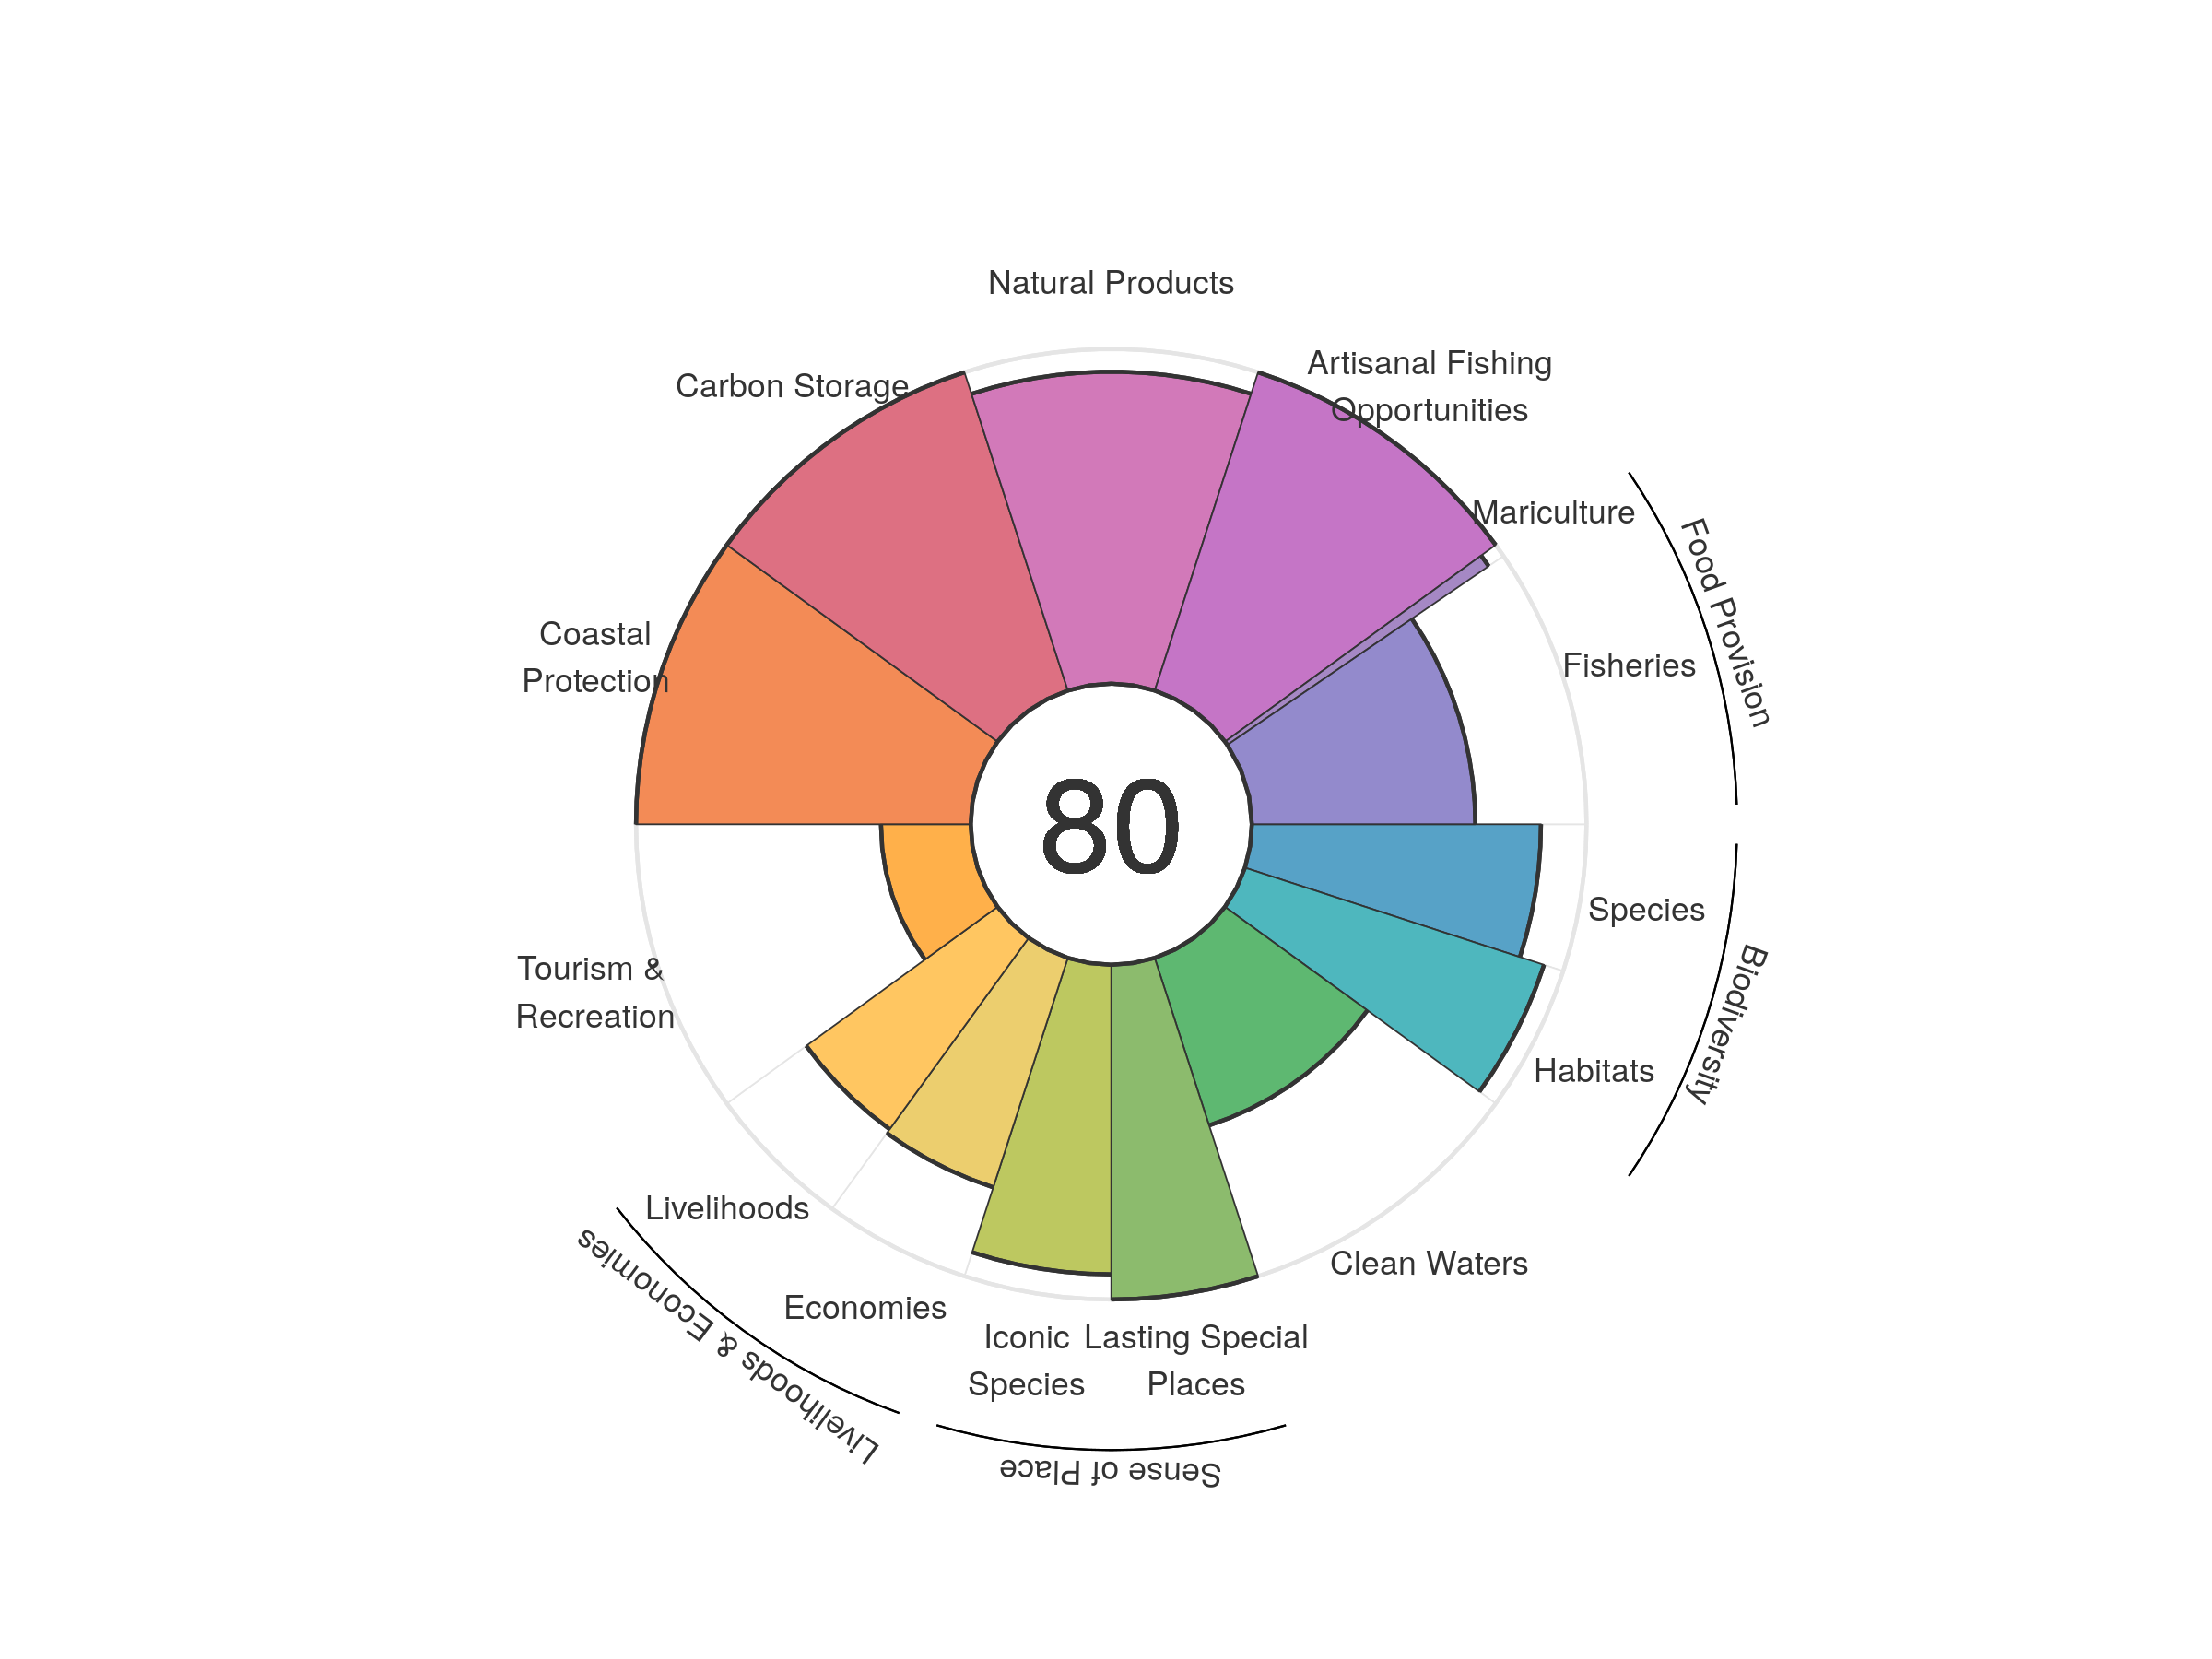 Natural Products
Artisanal Fishing
Opportunities
Carbon Storage
Mariculture
Food Provision
Coastal
Protection
Fisheries
80
Species
Biodiversity
Tourism &
Recreation
Habitats
Livelihoods
Clean Waters
Livelihoods & Economies
Economies
Iconic
Species
Lasting Special
Places
Sense of Place